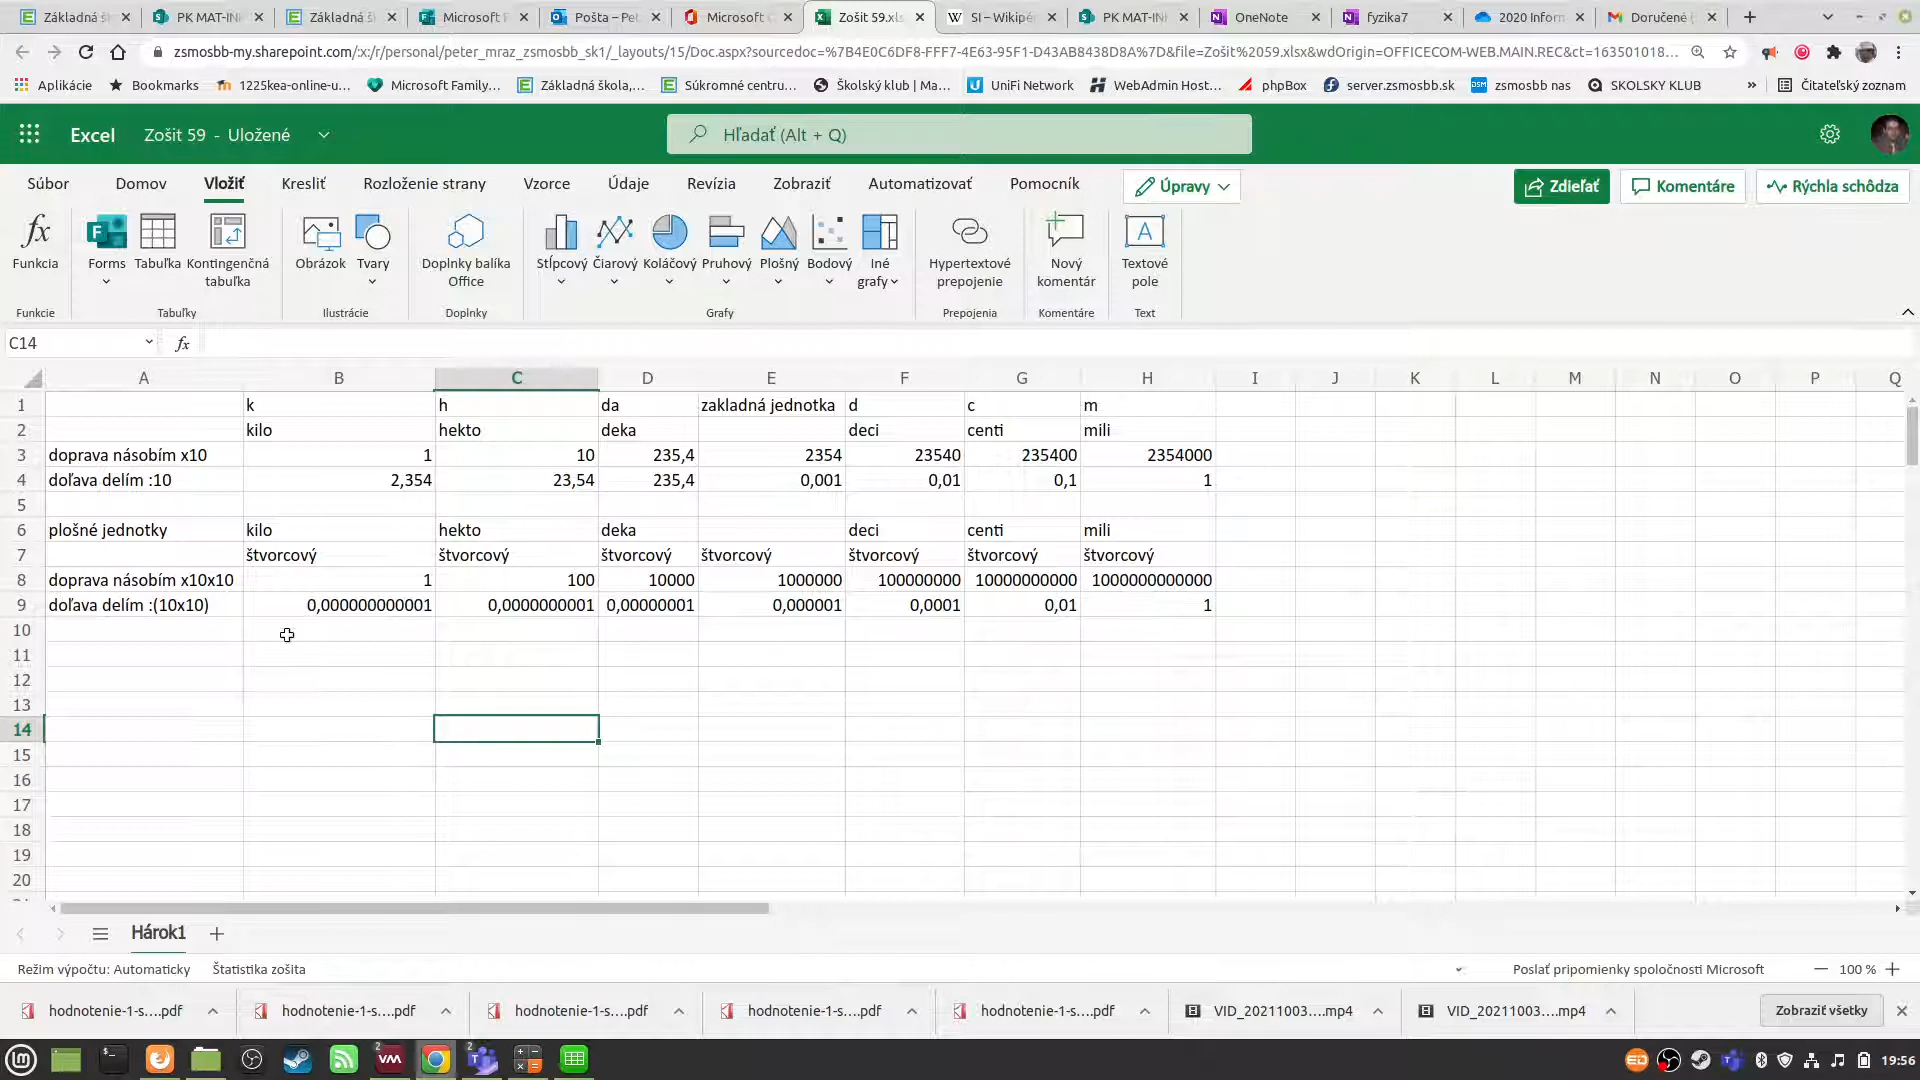 Základná š
PK MAT-IN
Základná š
Microsoft F
Pošta – Pet
Microsoft O
Zošit 59.xls
SI – Wikipé
PK MAT-IN
OneNote
fyzika7
2020 Inform
Doručené
zsmosbb-my.sharepoint.com/:x:/r/personal/peter_mraz_zsmosbb_sk1/_layouts/15/Doc.aspx?sourcedoc=%7B4E0C6DF8-FFF7-4E63-95F1-D43AB8438D8A%7D&file=Zošit%2059.xlsx&wdOrigin=OFFICECOM-WEB.MAIN.REC&ct=163501018...
Aplikácie Bookmarks 1225kea-online-u... Microsoft Family... Základná škola,... Súkromné centru... Školský klub | Ma... UniFi Network WebAdmin Host... phpBox server.zsmosbb.sk zsmosbb nas SKOLSKY KLUB » Čitateľský zoznam
Excel Zošit 59 - Uložené Hľadať (Alt + Q)
Súbor Domov Vložiť Kresliť Rozloženie strany Vzorce Údaje Revízia Zobraziť Automatizovať Pomocník Úpravy Zdieľať Komentáre Rýchla schôdza
Funkcia Forms Tabuľka Kontingenčná tabuľka Obrázok Tvary Doplnky balíka Office Stĺpcový Čiarový Koláčový Pruhový Plošný Bodový Iné grafy Hypertextové prepojenie Nový komentár Textové pole
Funkcie Tabuľky Ilustrácie Doplnky Grafy Prepojenia Komentáre Text
C14 fx
A B C D E F G H I J K L M N O P Q
1 k h da zakladná jednotka d c m
2 kilo hekto deka deci centi mili
3 doprava násobím x10 1 10 235,4 2354 23540 235400 2354000
4 doľava delím :10 2,354 23,54 235,4 0,001 0,01 0,1 1
5
6 plošné jednotky kilo hekto deka deci centi mili
7 štvorcový štvorcový štvorcový štvorcový štvorcový štvorcový štvorcový
8 doprava násobím x10x10 1 100 10000 1000000 100000000 10000000000 1000000000000
9 doľava delím :(10x10) 0,000000000001 0,0000000001 0,00000001 0,000001 0,0001 0,01 1
10
11
12
13
14
15
16
17
18
19
20
Hárok1
Režim výpočtu: Automaticky Štatistika zošita Poslať pripomienky spoločnosti Microsoft 100 %
hodnotenie-1-s....pdf hodnotenie-1-s....pdf hodnotenie-1-s....pdf hodnotenie-1-s....pdf hodnotenie-1-s....pdf VID_20211003....mp4 VID_20211003....mp4 Zobraziť všetky
19:56